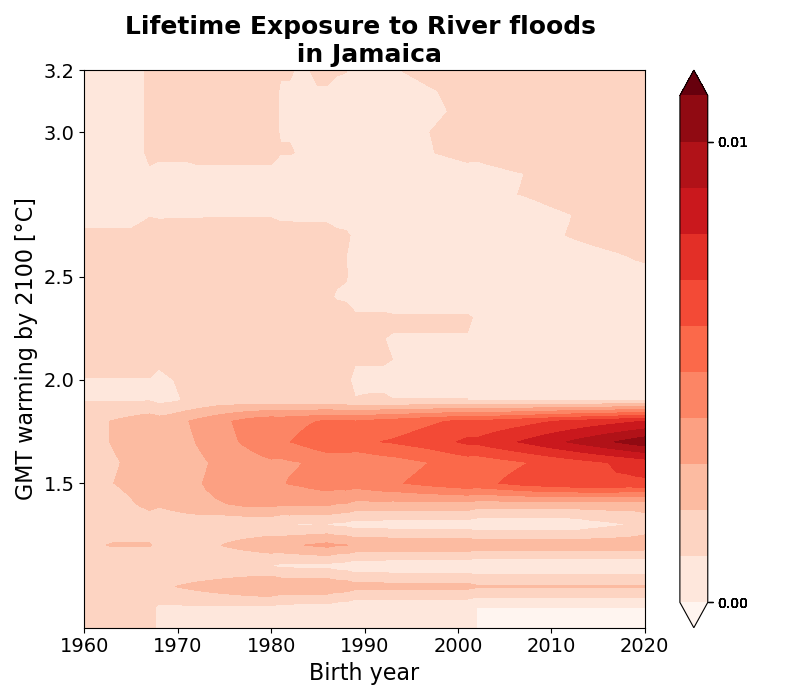 Lifetime Exposure to River floods
in Jamaica
3.2
3.0
2.5
2.0
1.5
GMT warming by 2100 [°C]
1960 1970 1980 1990 2000 2010 2020
Birth year
0.01
0.00